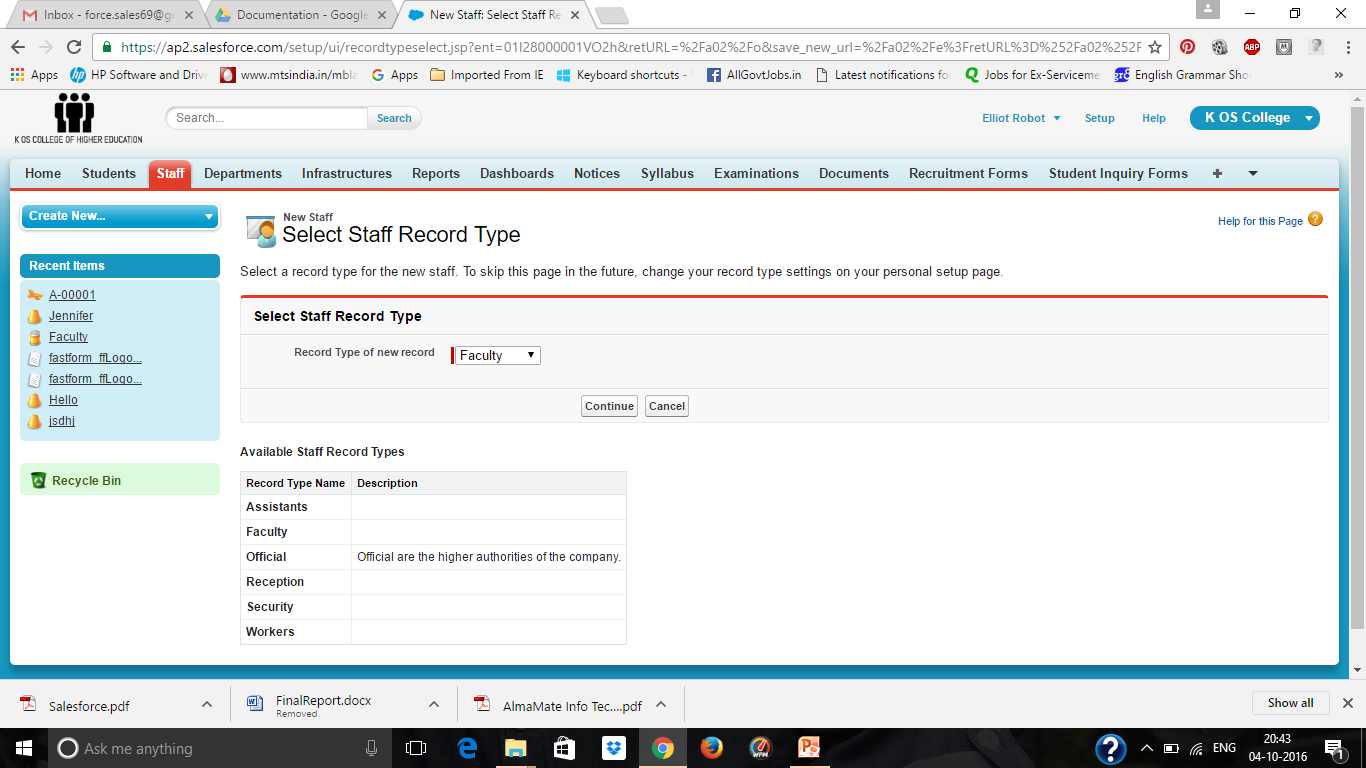 Inbox - force.sales69@g
Documentation - Google
New Staff: Select Staff Re
https://ap2.salesforce.com/setup/ui/recordtypeselect.jsp?ent=01I28000001VO2h&retURL=%2Fa02%2Fo&save_new_url=%2Fa02%2Fe%3FretURL%3D%252Fa02%252F
ABP
Apps
HP Software and Drive
www.mtsindia.in/mbla
Apps
Imported From IE
Keyboard shortcuts -
AllGovtJobs.in
Latest notifications fo
Jobs for Ex-Serviceme
English Grammar Sho
»
K OS COLLEGE OF HIGHER EDUCATION
Search...
Search
Elliot Robot
Setup
Help
K OS College
Home
Students
Staff
Departments
Infrastructures
Reports
Dashboards
Notices
Syllabus
Examinations
Documents
Recruitment Forms
Student Inquiry Forms
+
Create New...
Recent Items
A-00001
Jennifer
Faculty
fastform_ffLogo...
fastform_ffLogo...
Hello
jsdhj
Recycle Bin
New Staff
Select Staff Record Type
Help for this Page ?
Select a record type for the new staff. To skip this page in the future, change your record type settings on your personal setup page.
Select Staff Record Type
Record Type of new record
Faculty
Continue
Cancel
Available Staff Record Types
Record Type Name Description
Assistants
Faculty
Official Official are the higher authorities of the company.
Reception
Security
Workers
Salesforce.pdf
FinalReport.docx
Removed
AlmaMate Info Tec....pdf
Show all
Ask me anything
WPM
?
ENG
20:43
04-10-2016
1